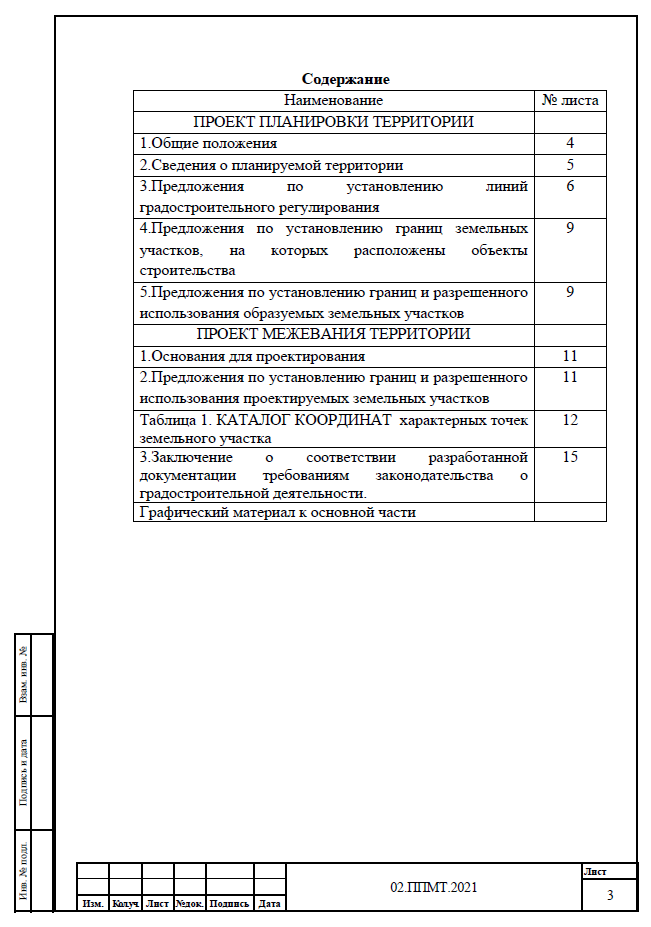 Содержание
Наименование № листа
ПРОЕКТ ПЛАНИРОВКИ ТЕРРИТОРИИ
1.Общие положения 4
2.Сведения о планируемой территории 5
3.Предложения по установлению линий 6
градостроительного регулирования
4.Предложения по установлению границ земельных 9
участков, на которых расположены объекты
строительства
5.Предложения по установлению границ и разрешенного 9
использования образуемых земельных участков
ПРОЕКТ МЕЖЕВАНИЯ ТЕРРИТОРИИ
1.Основания для проектирования 11
2.Предложения по установлению границ и разрешенного 11
использования проектируемых земельных участков
Таблица 1. КАТАЛОГ КООРДИНАТ характерных точек 12
земельного участка
3.Заключение о соответствии разработанной 15
документации требованиям законодательства о
градостроительной деятельности.
Графический материал к основной части
Взам. инв. №
Подпись и дата
Инв. № подл.
02.ППМТ.2021
Лист
3
Изм. Колуч Лист №док. Подпись Дата